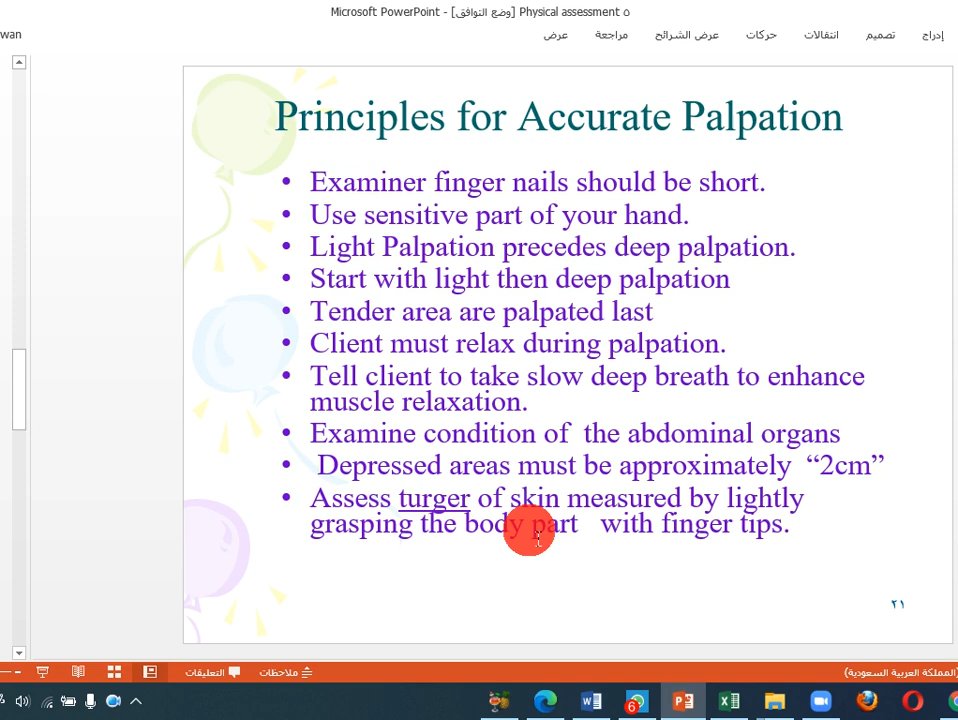 Microsoft PowerPoint - [وضع التوافق] Physical assessment ٥
wan
عرض مراجعة عرض الشرائح حركات انتقالات تصميم إدراج
Principles for Accurate Palpation
• Examiner finger nails should be short.
• Use sensitive part of your hand.
• Light Palpation precedes deep palpation.
• Start with light then deep palpation
• Tender area are palpated last
• Client must relax during palpation.
• Tell client to take slow deep breath to enhance
muscle relaxation.
• Examine condition of the abdominal organs
• Depressed areas must be approximately “2cm”
• Assess turger of skin measured by lightly
grasping the body part with finger tips.
٢١
التعليقات ملاحظات (المملكة العربية السعودية)
6